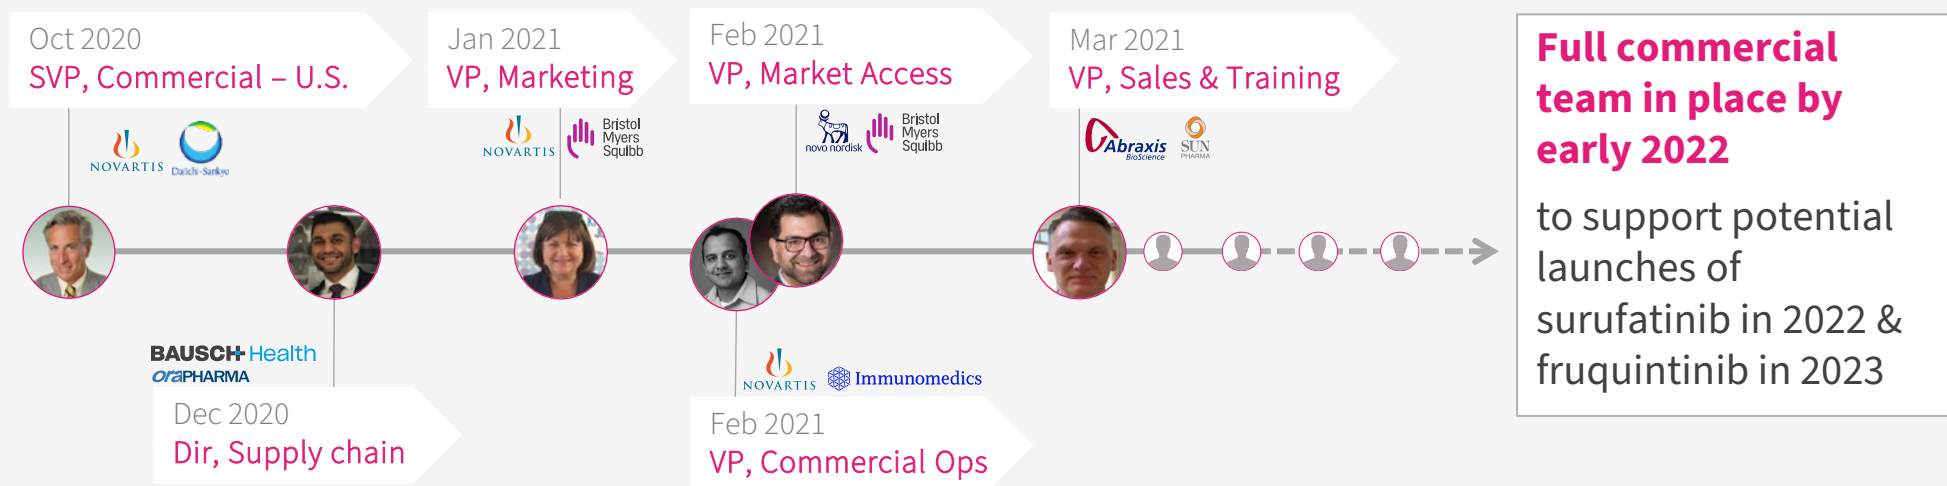 Oct 2020
SVP, Commercial – U.S.
NOVARTIS
Daiichi-Sankyo
Jan 2021
VP, Marketing
NOVARTIS
Bristol
Myers
Squibb
Feb 2021
VP, Market Access
novo nordisk
Bristol
Myers
Squibb
Mar 2021
VP, Sales & Training
Abraxis
BioScience
SUN
PHARMA
BAUSCH+Health
OraPHARMA
Dec 2020
Dir, Supply chain
NOVARTIS
Immunomedics
Feb 2021
VP, Commercial Ops
Full commercial
team in place by
early 2022
to support potential
launches of
surufatinib in 2022 &
fruquintinib in 2023